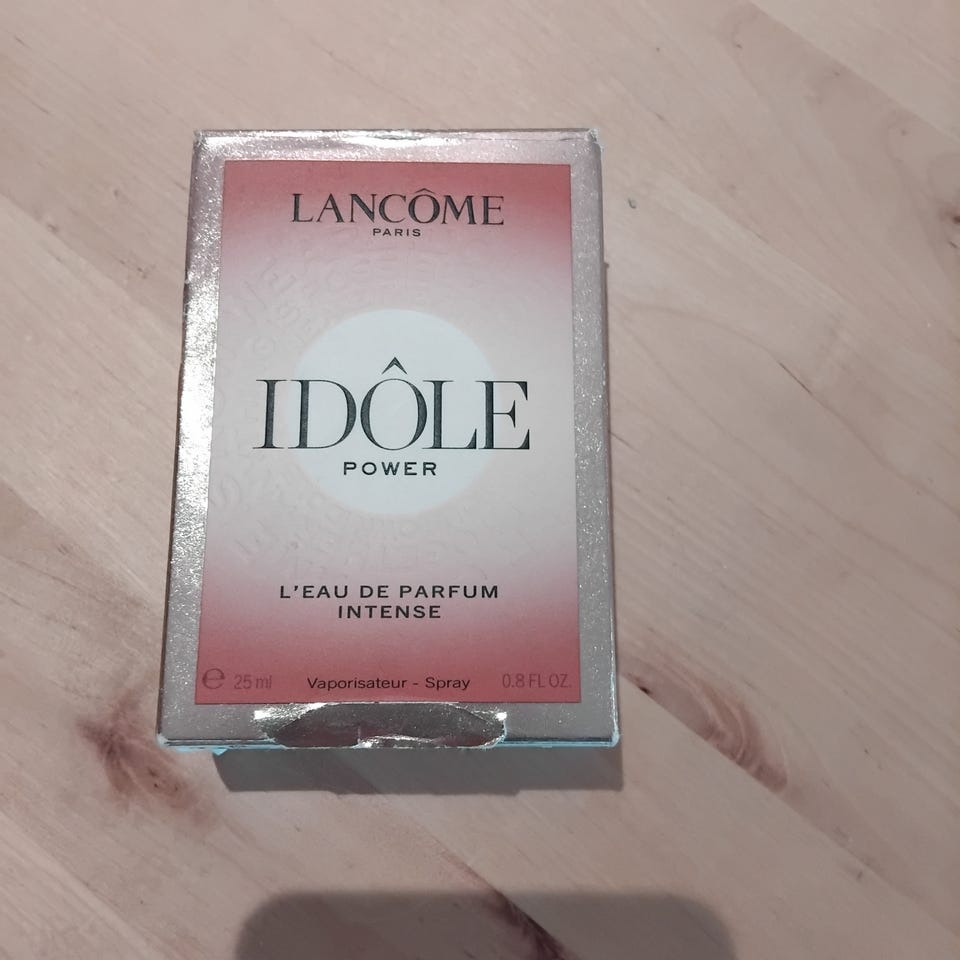 LANCÔME
PARIS
IDÔLE
POWER
L'EAU DE PARFUM
INTENSE
℮ 25 ml Vaporisateur - Spray 0.8 FL OZ.